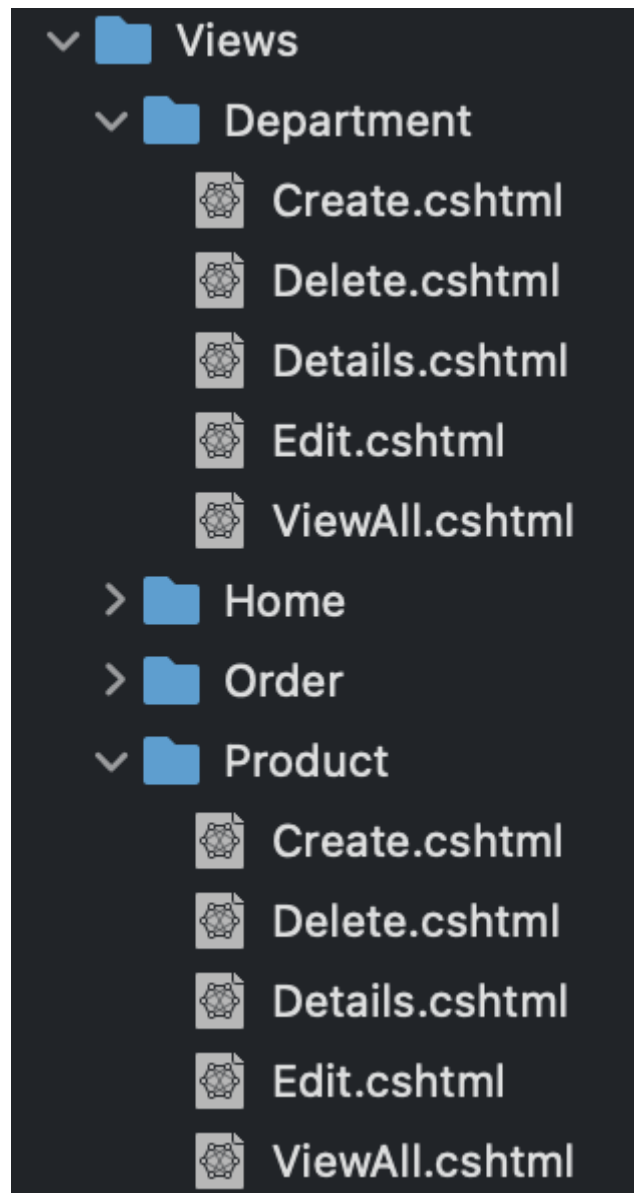 Views
Department
Create.cshtml
Delete.cshtml
Details.cshtml
Edit.cshtml
ViewAll.cshtml
Home
Order
Product
Create.cshtml
Delete.cshtml
Details.cshtml
Edit.cshtml
ViewAll.cshtml